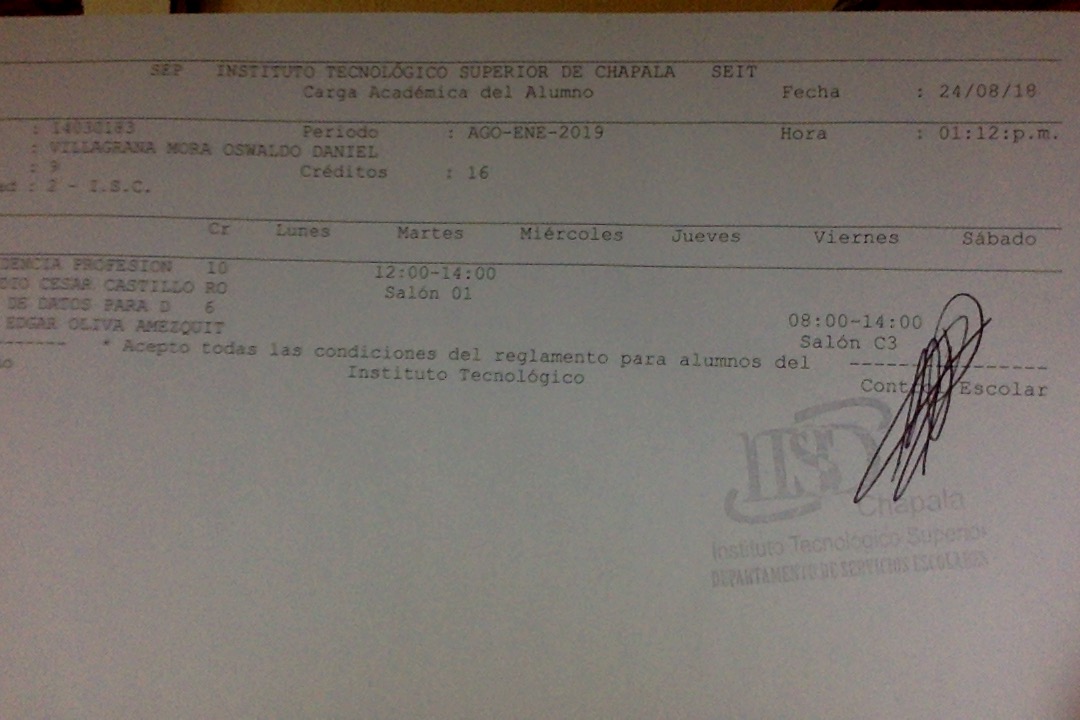 SEP INSTITUTO TECNOLÓGICO SUPERIOR DE CHAPALA SEIT
Carga Académica del Alumno Fecha : 24/08/18
: 14030183 Periodo : AGO-ENE-2019 Hora : 01:12:p.m.
: VILLAGRANA MORA OSWALDO DANIEL
: 9 Créditos : 16
ad : 2 - I.S.C.
Cr Lunes Martes Miércoles Jueves Viernes Sábado
DENCIA PROFESION 10 12:00-14:00
DIO CESAR CASTILLO RO Salón 01
DE DATOS PARA D 6 08:00-14:00
EDGAR OLIVA AMEZQUIT Salón C3
* Acepto todas las condiciones del reglamento para alumnos del
Instituto Tecnológico
Control Escolar
Chapala
Instituto Tecnológico Superior
DEPARTAMENTO DE SERVICIOS ESCOLARES